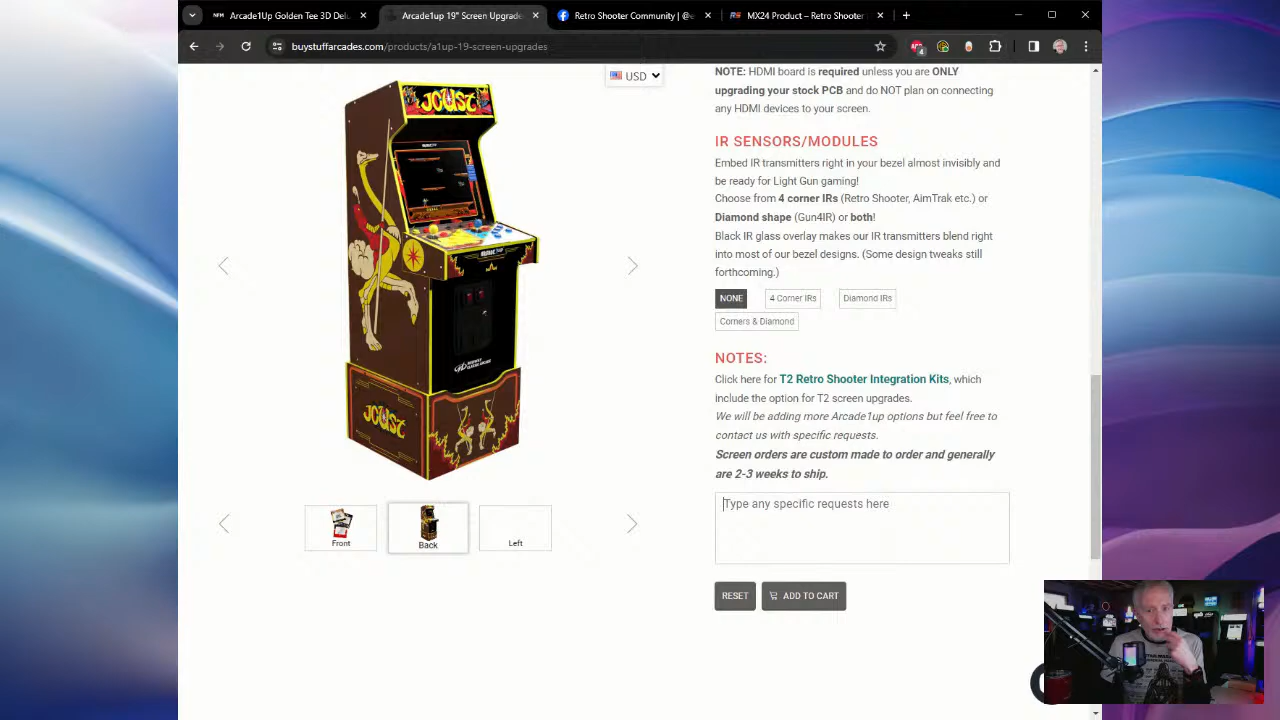 Arcade1Up Golden Tee 3D Del
Arcade1up 19" Screen Upgrade
Retro Shooter Community | @
MX24 Product – Retro Shooter
buystuffarcades.com/products/a1up-19-screen-upgrades
4
USD
NOTE: HDMI board is required unless you are ONLY
upgrading your stock PCB and do NOT plan on connecting
any HDMI devices to your screen.
IR SENSORS/MODULES
Embed IR transmitters right in your bezel almost invisibly and
be ready for Light Gun gaming!
Choose from 4 corner IRs (Retro Shooter, AimTrak etc.) or
Diamond shape (Gun4IR) or both!
Black IR glass overlay makes our IR transmitters blend right
into most of our bezel designs. (Some design tweaks still
forthcoming.)
NONE
4 Corner IRs
Diamond IRs
Corners & Diamond
NOTES:
Click here for T2 Retro Shooter Integration Kits, which
include the option for T2 screen upgrades.
We will be adding more Arcade1up options but feel free to
contact us with specific requests.
Screen orders are custom made to order and generally
are 2-3 weeks to ship.
Type any specific requests here
RESET
ADD TO CART
JOUST
JOUST
Front
Back
Left